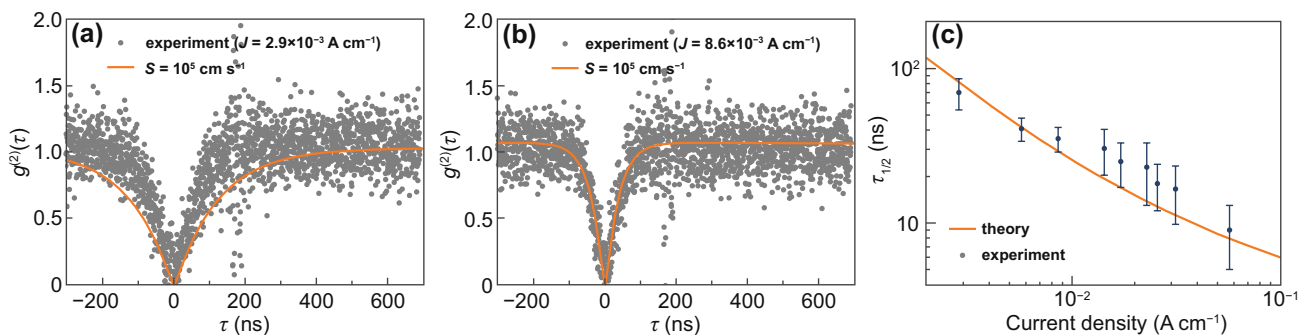 (a)
experiment (J = 2.9×10⁻³ A cm⁻¹)
S = 10⁵ cm s⁻¹
g⁽²⁾(τ)
2.0
1.5
1.0
0.5
0
−200 0 200 400 600
τ (ns)
(b)
experiment (J = 8.6×10⁻³ A cm⁻¹)
S = 10⁵ cm s⁻¹
g⁽²⁾(τ)
2.0
1.5
1.0
0.5
0
−200 0 200 400 600
τ (ns)
(c)
τ₁/₂ (ns)
10²
10
theory
experiment
10⁻² 10⁻¹
Current density (A cm⁻¹)